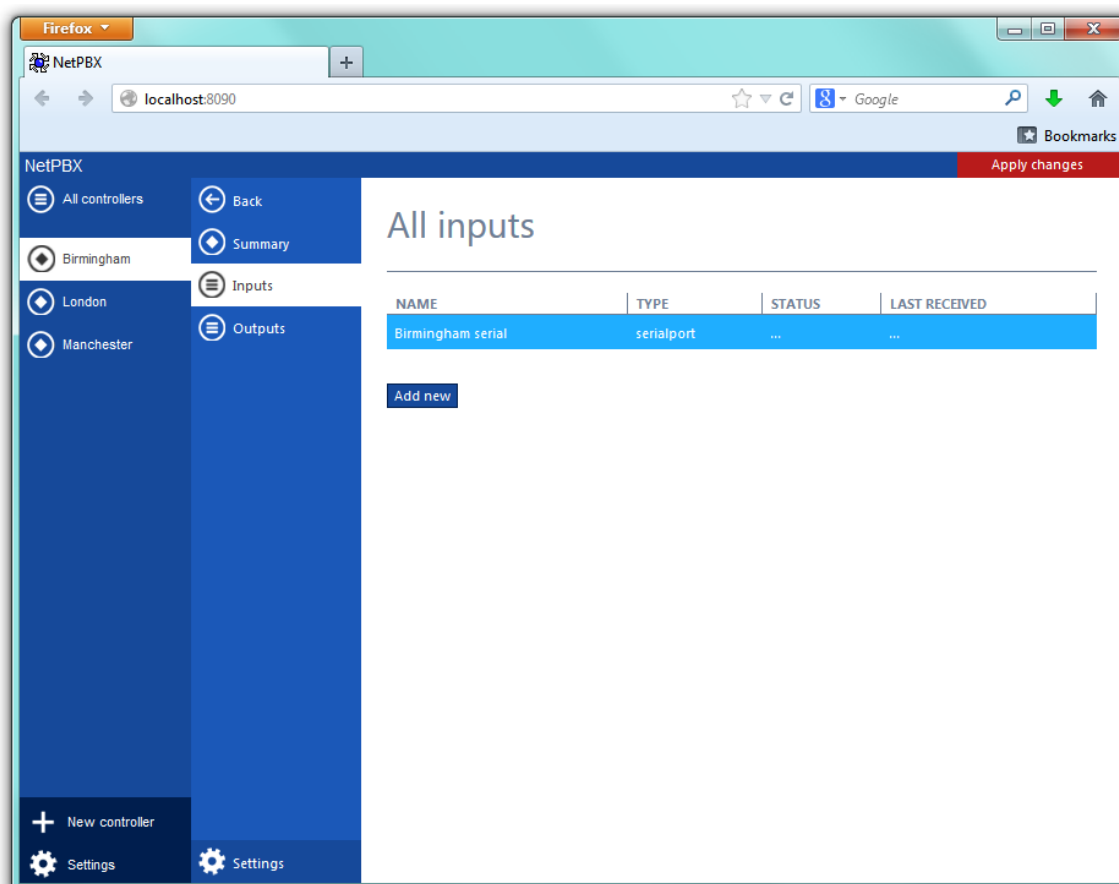 Firefox
NetPBX
localhost:8090
Google
Bookmarks
NetPBX
Apply changes
All controllers
Birmingham
London
Manchester
New controller
Settings
Back
Summary
Inputs
Outputs
Settings
All inputs
NAME TYPE STATUS LAST RECEIVED
Birmingham serial serialport ... ...
Add new